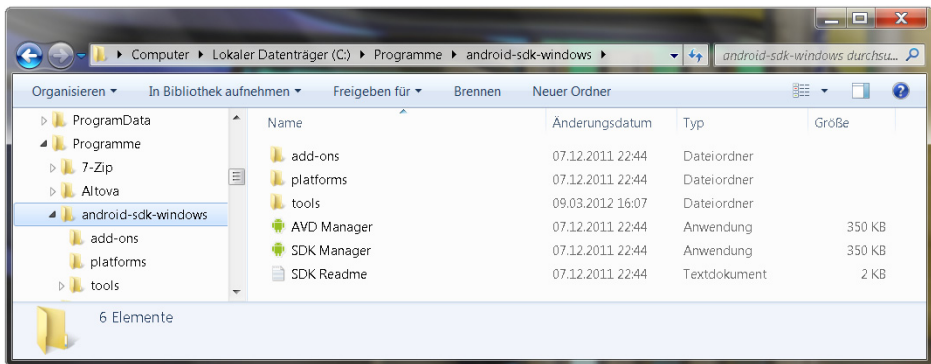 Computer Lokaler Datenträger (C:) Programme android-sdk-windows android-sdk-windows durchsu...
Organisieren In Bibliothek aufnehmen Freigeben für Brennen Neuer Ordner
ProgramData
Programme
7-Zip
Altova
android-sdk-windows
add-ons
platforms
tools
Name Änderungsdatum Typ Größe
add-ons 07.12.2011 22:44 Dateiordner
platforms 07.12.2011 22:44 Dateiordner
tools 09.03.2012 16:07 Dateiordner
AVD Manager 07.12.2011 22:44 Anwendung 350 KB
SDK Manager 07.12.2011 22:44 Anwendung 350 KB
SDK Readme 07.12.2011 22:44 Textdokument 2 KB
6 Elemente